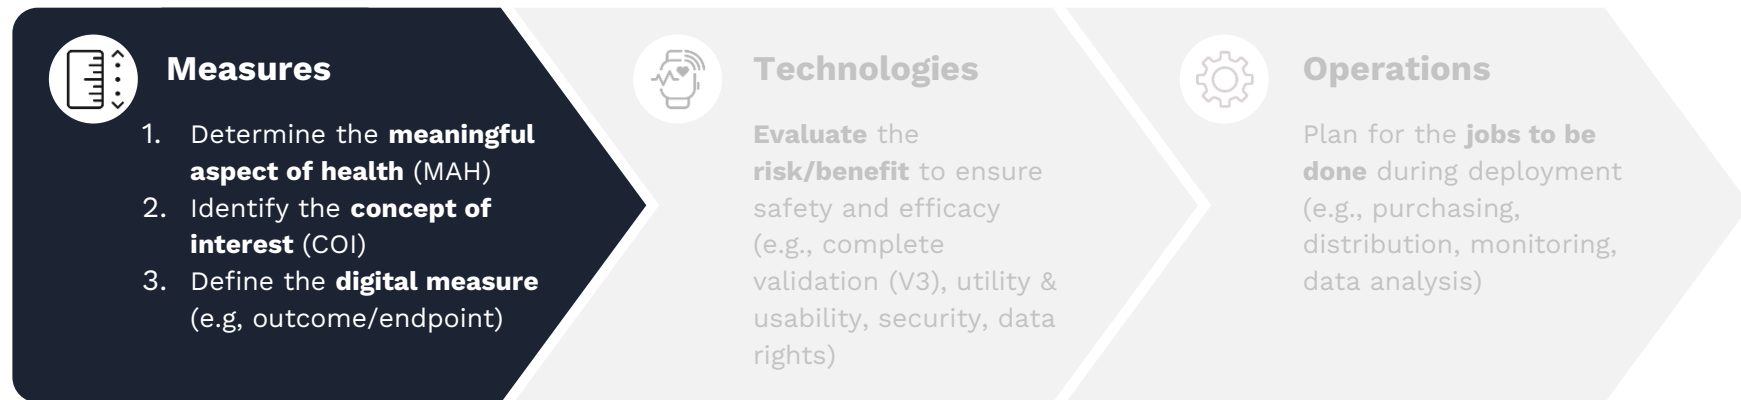 Measures
1. Determine the meaningful
aspect of health (MAH)
2. Identify the concept of
interest (COI)
3. Define the digital measure
(e.g, outcome/endpoint)
Technologies
Evaluate the
risk/benefit to ensure
safety and efficacy
(e.g., complete
validation (V3), utility &
usability, security, data
rights)
Operations
Plan for the jobs to be
done during deployment
(e.g., purchasing,
distribution, monitoring,
data analysis)